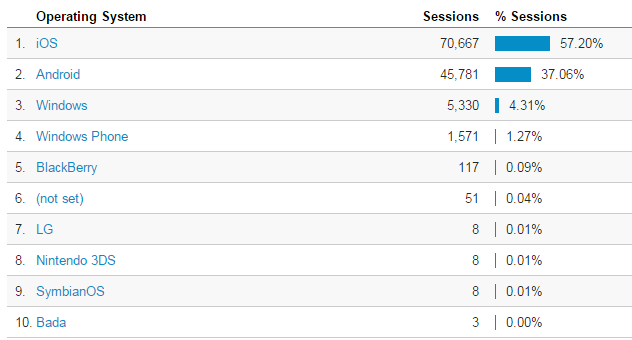 Operating System Sessions % Sessions
1. iOS 70,667 57.20%
2. Android 45,781 37.06%
3. Windows 5,330 4.31%
4. Windows Phone 1,571 1.27%
5. BlackBerry 117 0.09%
6. (not set) 51 0.04%
7. LG 8 0.01%
8. Nintendo 3DS 8 0.01%
9. SymbianOS 8 0.01%
10. Bada 3 0.00%